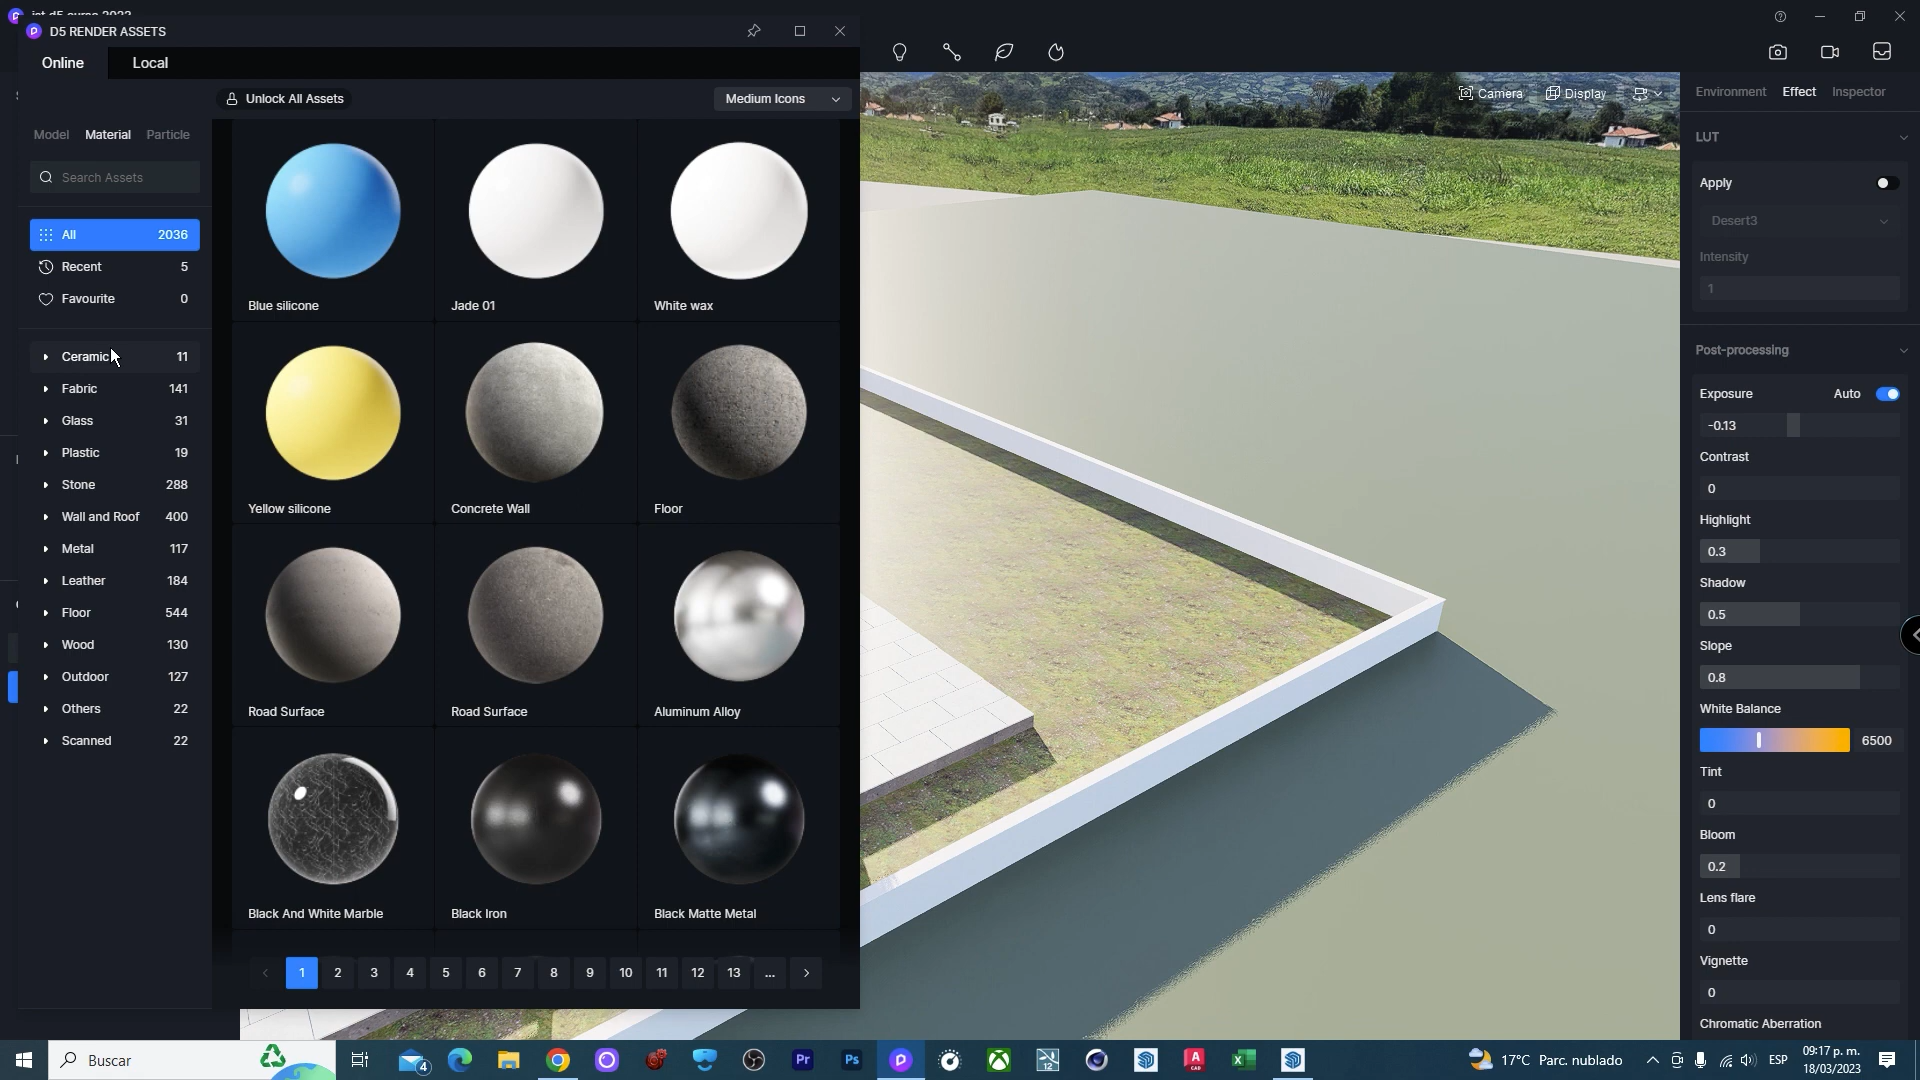 D5 RENDER ASSETS
Online
Local
Unlock All Assets
Medium Icons
Model
Material
Particle
Search Assets
All 2036
Recent 5
Favourite 0
Ceramic 11
Fabric 141
Glass 31
Plastic 19
Stone 288
Wall and Roof 400
Metal 117
Leather 184
Floor 544
Wood 130
Outdoor 127
Others 22
Scanned 22
Blue silicone
Jade 01
White wax
Yellow silicone
Concrete Wall
Floor
Road Surface
Road Surface
Aluminum Alloy
Black And White Marble
Black Iron
Black Matte Metal
1 2 3 4 5 6 7 8 9 10 11 12 13 ...
Camera
Display
Environment
Effect
Inspector
LUT
Apply
Desert3
Intensity
1
Post-processing
Exposure Auto
-0.13
Contrast
0
Highlight
0.3
Shadow
0.5
Slope
0.8
White Balance
6500
Tint
0
Bloom
0.2
Lens flare
0
Vignette
0
Chromatic Aberration
Buscar
4
Pr
Ps
12
A
CAD
17°C Parc. nublado
ESP
09:17 p. m.
18/03/2023